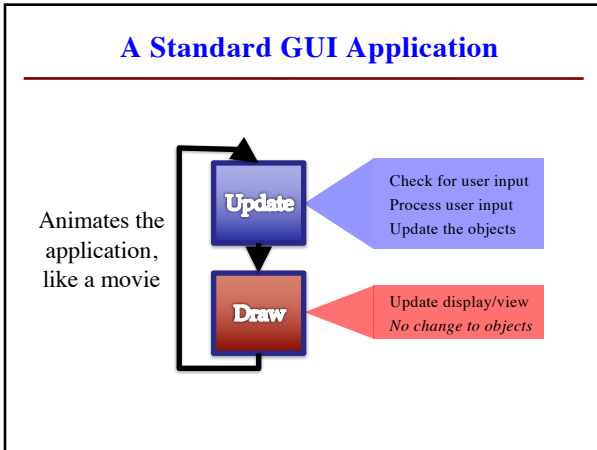 A Standard GUI Application
Animates the
application,
like a movie
Update
Check for user input
Process user input
Update the objects
Draw
Update display/view
No change to objects